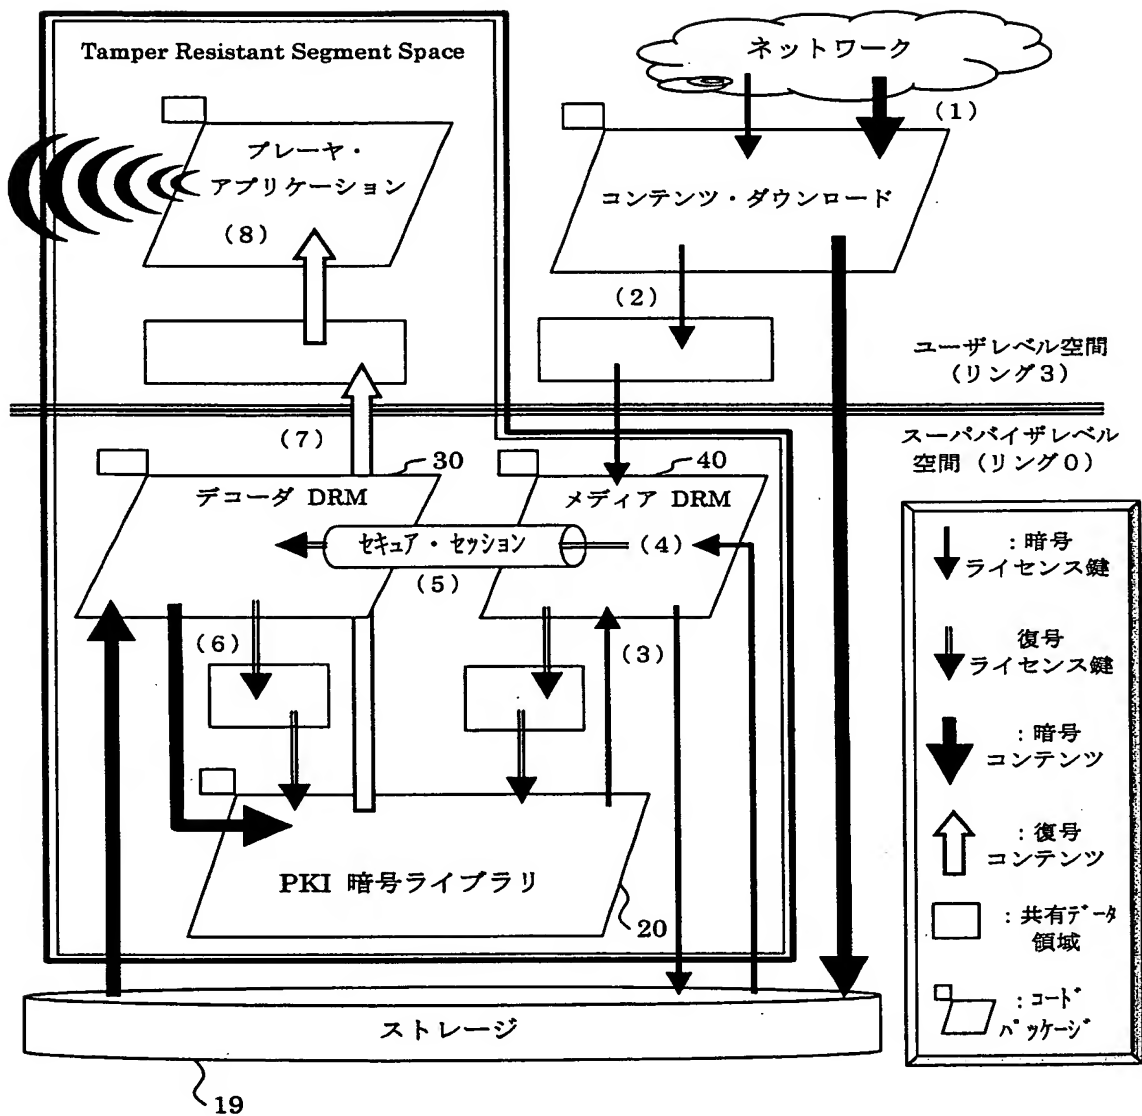 Tamper Resistant Segment Space
ネットワーク
(1)
プレーヤ・
アプリケーション
(8)
コンテンツ・ダウンロード
(2)
ユーザレベル空間
(リング3)
(7)
スーパバイザレベル
空間(リング0)
30
40
デコーダ DRM
メディア DRM
セキュア・セッション
(4)
(5)
(6)
(3)
PKI 暗号ライブラリ
20
ストレージ
19
:暗号
ライセンス鍵
復号
ライセンス鍵
:暗号
コンテンツ
:復号
コンテンツ
:共有データ
領域
:コード
パッケージ